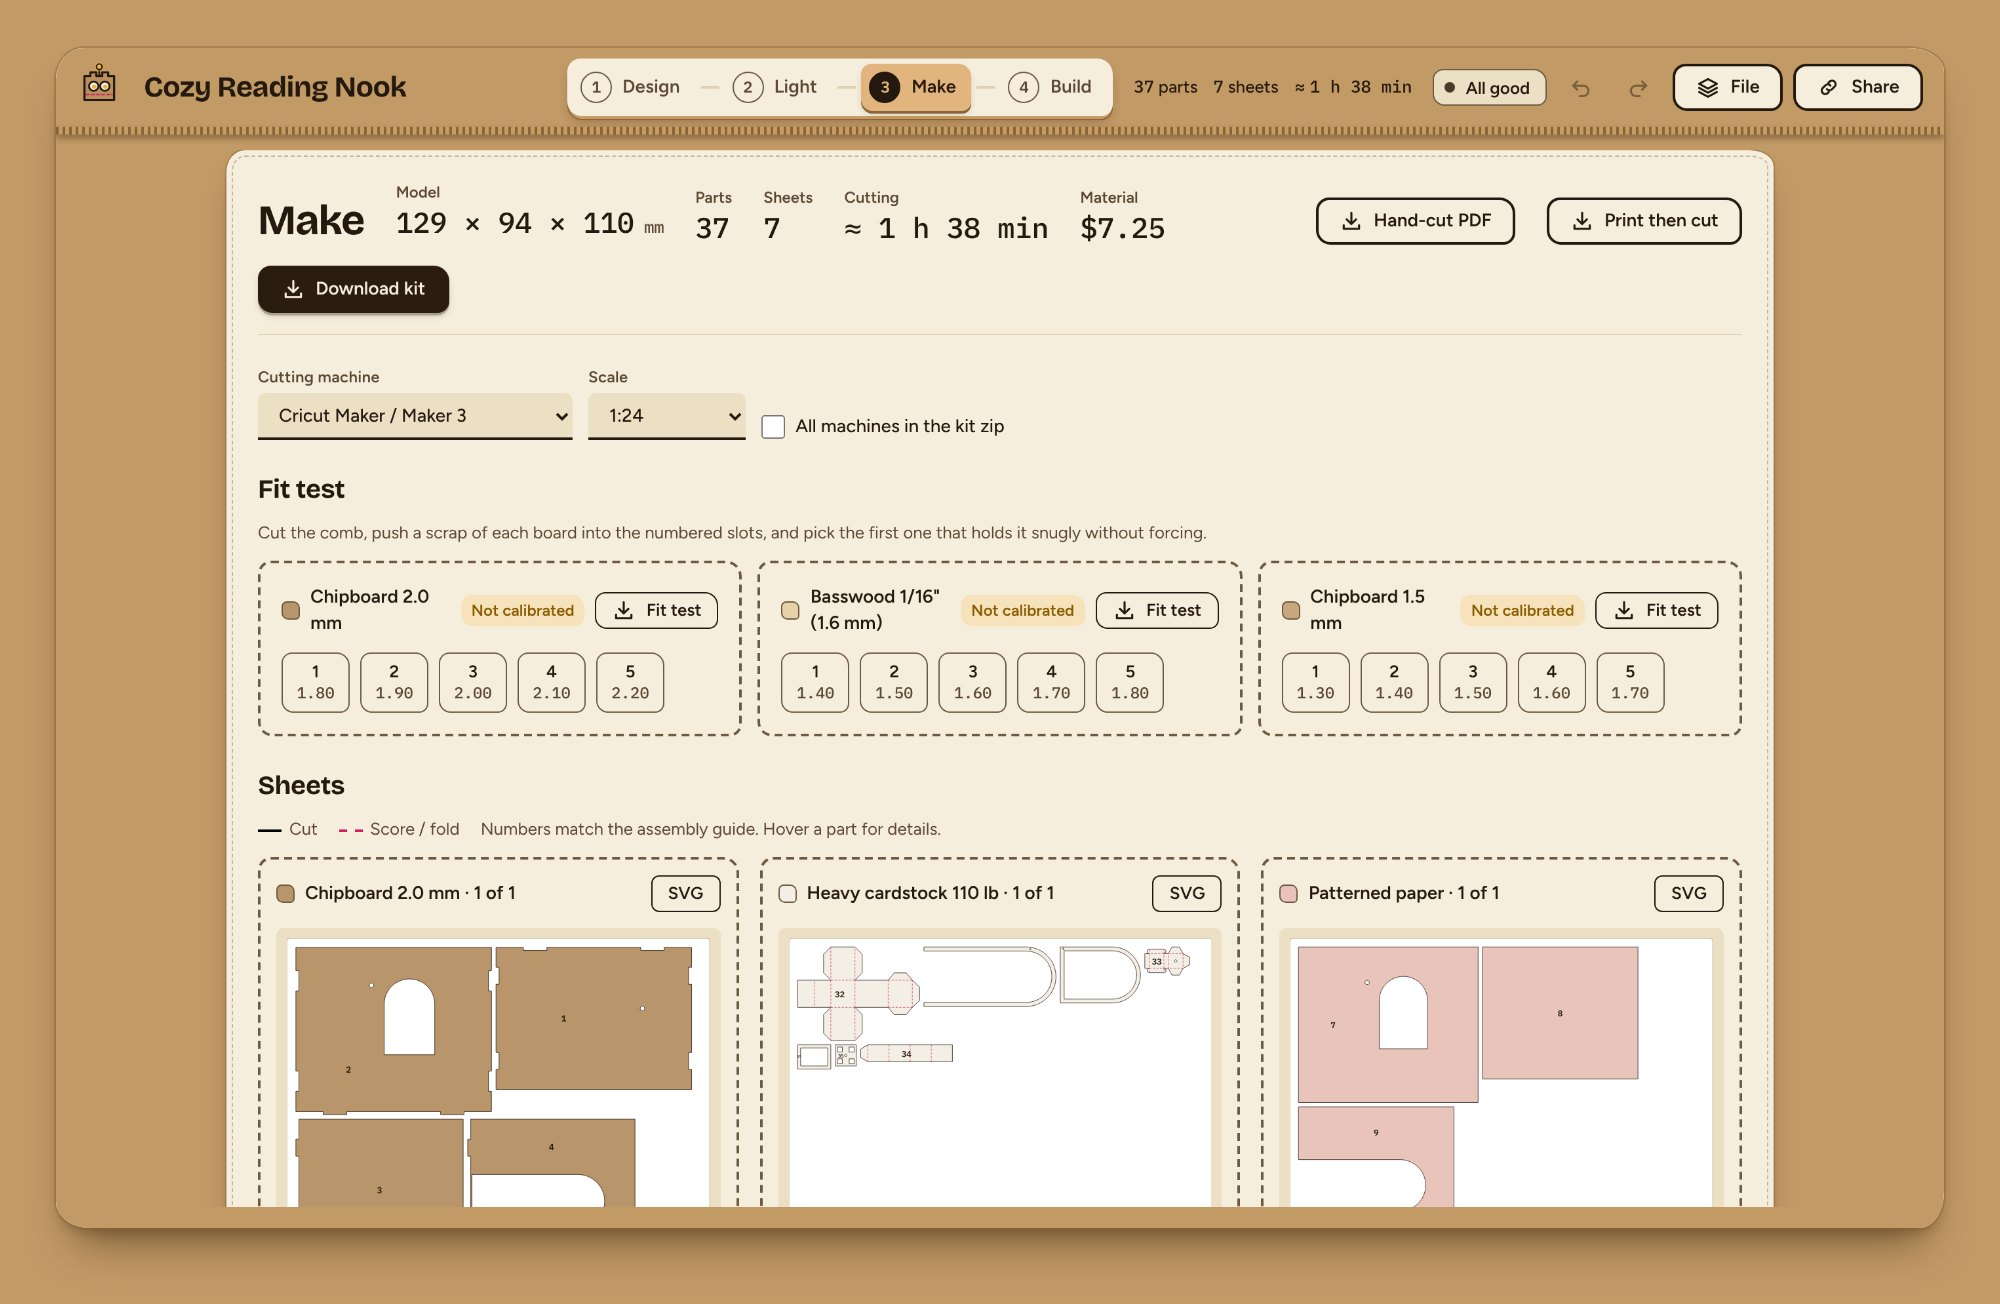 Cozy Reading Nook
1 Design 2 Light 3 Make 4 Build
37 parts 7 sheets ≈ 1 h 38 min
All good
File
Share
Make
Model
129 × 94 × 110 mm
Parts
37
Sheets
7
Cutting
≈ 1 h 38 min
Material
$7.25
Hand-cut PDF
Print then cut
Download kit
Cutting machine
Cricut Maker / Maker 3
Scale
1:24
All machines in the kit zip
Fit test
Cut the comb, push a scrap of each board into the numbered slots, and pick the first one that holds it snugly without forcing.
Chipboard 2.0
mm
Not calibrated
Fit test
1 2 3 4 5
1.80 1.90 2.00 2.10 2.20
Basswood 1/16"
(1.6 mm)
Not calibrated
Fit test
1 2 3 4 5
1.40 1.50 1.60 1.70 1.80
Chipboard 1.5
mm
Not calibrated
Fit test
1 2 3 4 5
1.30 1.40 1.50 1.60 1.70
Sheets
Cut Score / fold Numbers match the assembly guide. Hover a part for details.
Chipboard 2.0 mm · 1 of 1
SVG
2
1
3
4
Heavy cardstock 110 lb · 1 of 1
SVG
32
33
34
Patterned paper · 1 of 1
SVG
7
8
9